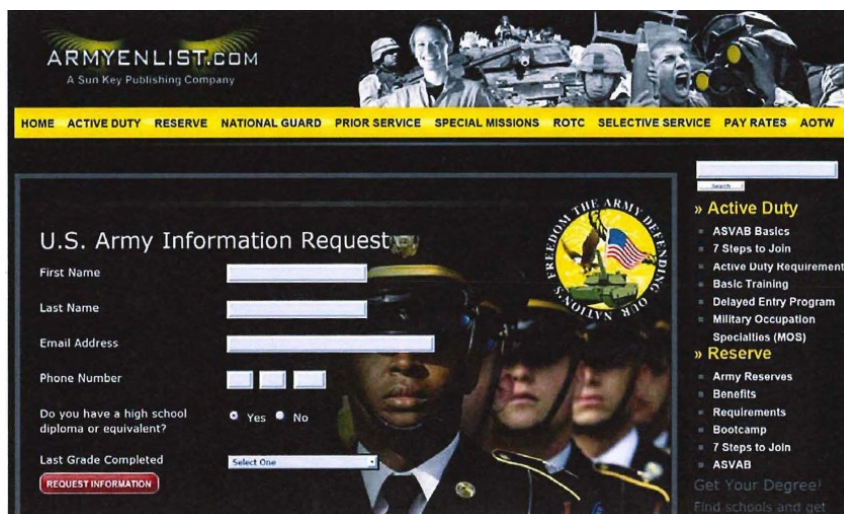 ARMYENLIST.COM
A Sun Key Publishing Company
HOME ACTIVE DUTY RESERVE NATIONAL GUARD PRIOR SERVICE SPECIAL MISSIONS ROTC SELECTIVE SERVICE PAY RATES AOTW
Search
U.S. Army Information Request
First Name
Last Name
Email Address
Phone Number
Do you have a high school
diploma or equivalent?
Yes No
Last Grade Completed
Select One
REQUEST INFORMATION
THE ARMY DEFENDING OUR NATION'S FREEDOM
» Active Duty
ASVAB Basics
7 Steps to Join
Active Duty Requirement
Basic Training
Delayed Entry Program
Military Occupation
Specialties (MOS)
» Reserve
Army Reserves
Benefits
Requirements
Bootcamp
7 Steps to Join
ASVAB
Get Your Degree!
Find schools and get